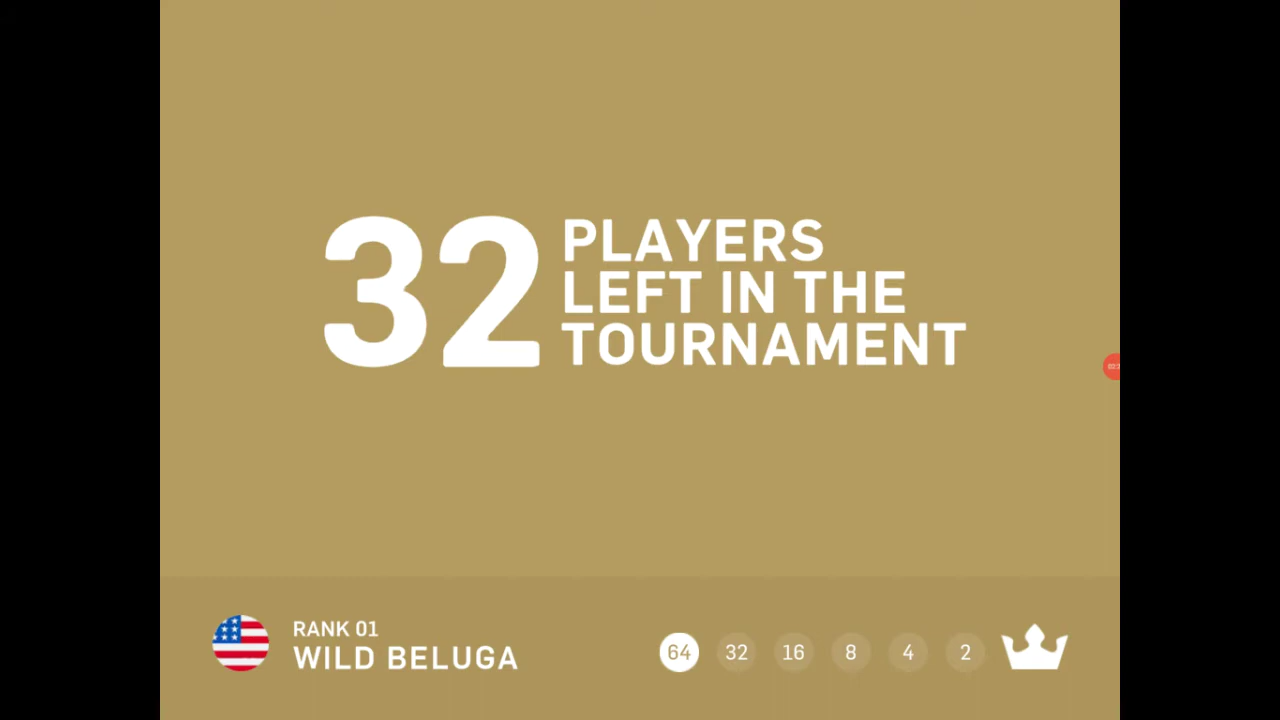 32
PLAYERS
LEFT IN THE
TOURNAMENT
RANK 01
WILD BELUGA
64 32 16 8 4 2